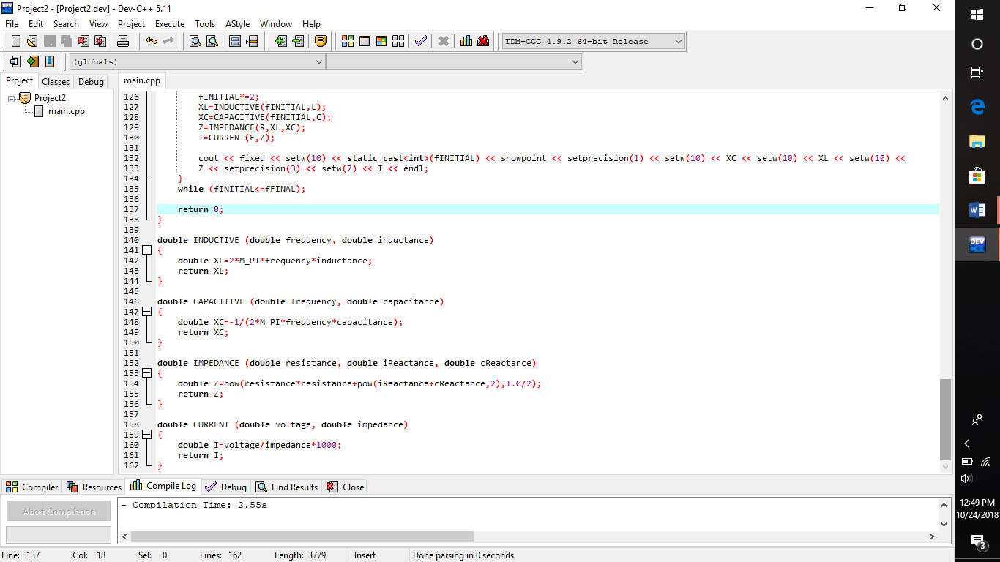 Project2 - [Project2.dev] - Dev-C++ 5.11
File Edit Search View Project Execute Tools AStyle Window Help
TDM-GCC 4.9.2 64-bit Release
(globals)
Project Classes Debug
main.cpp
Project2
main.cpp
126 fINITIAL*=2;
127 XL=INDUCTIVE(fINITIAL,L);
128 XC=CAPACITIVE(fINITIAL,C);
129 Z=IMPEDANCE(R,XL,XC);
130 I=CURRENT(E,Z);
131
132 cout << fixed << setw(10) << static_cast<int>(fINITIAL) << showpoint << setprecision(1) << setw(10) << XC << setw(10) << XL << setw(10) <<
133 Z << setprecision(3) << setw(7) << I << endl;
134 }
135 while (fINITIAL<=fFINAL);
136
137 return 0;
138 }
139
140 double INDUCTIVE (double frequency, double inductance)
141 {
142 double XL=2*M_PI*frequency*inductance;
143 return XL;
144 }
145
146 double CAPACITIVE (double frequency, double capacitance)
147 {
148 double XC=-1/(2*M_PI*frequency*capacitance);
149 return XC;
150 }
151
152 double IMPEDANCE (double resistance, double iReactance, double cReactance)
153 {
154 double Z=pow(resistance*resistance+pow(iReactance+cReactance,2),1.0/2);
155 return Z;
156 }
157
158 double CURRENT (double voltage, double impedance)
159 {
160 double I=voltage/impedance*1000;
161 return I;
162 }
Compiler Resources Compile Log Debug Find Results Close
Abort Compilation
- Compilation Time: 2.55s
Line: 137 Col: 18 Sel: 0 Lines: 162 Length: 3779 Insert Done parsing in 0 seconds
DEV
12:49 PM
10/24/2018
3